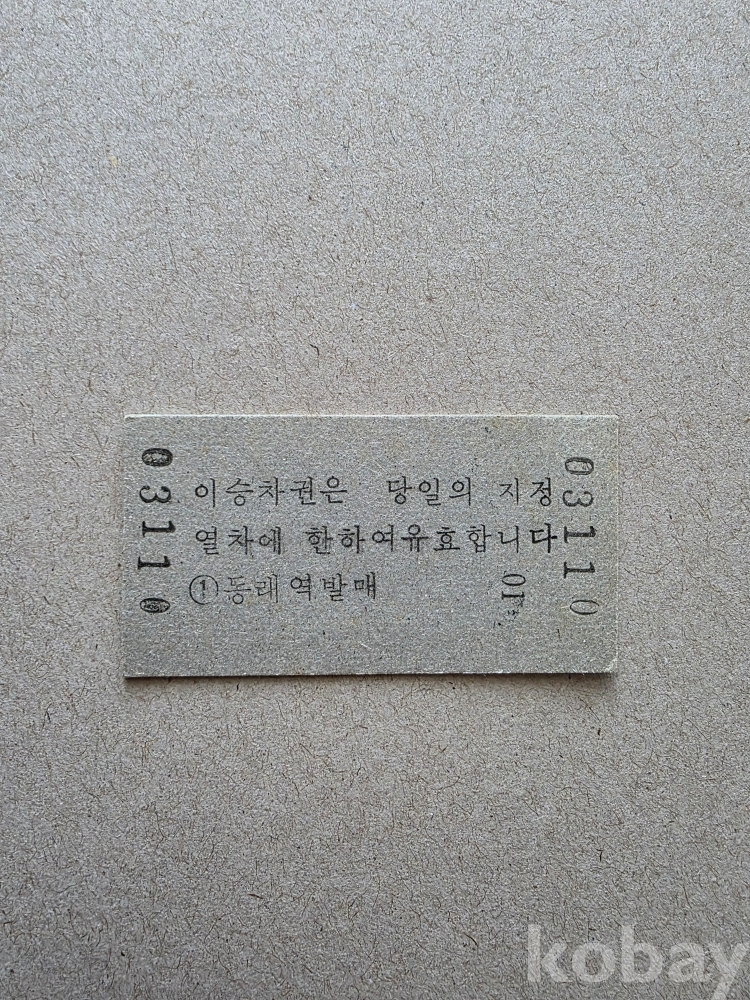 03110
이승차권은 당일의 지정
열차에 한하여유효합니다
①동래역발매
03110
kobay